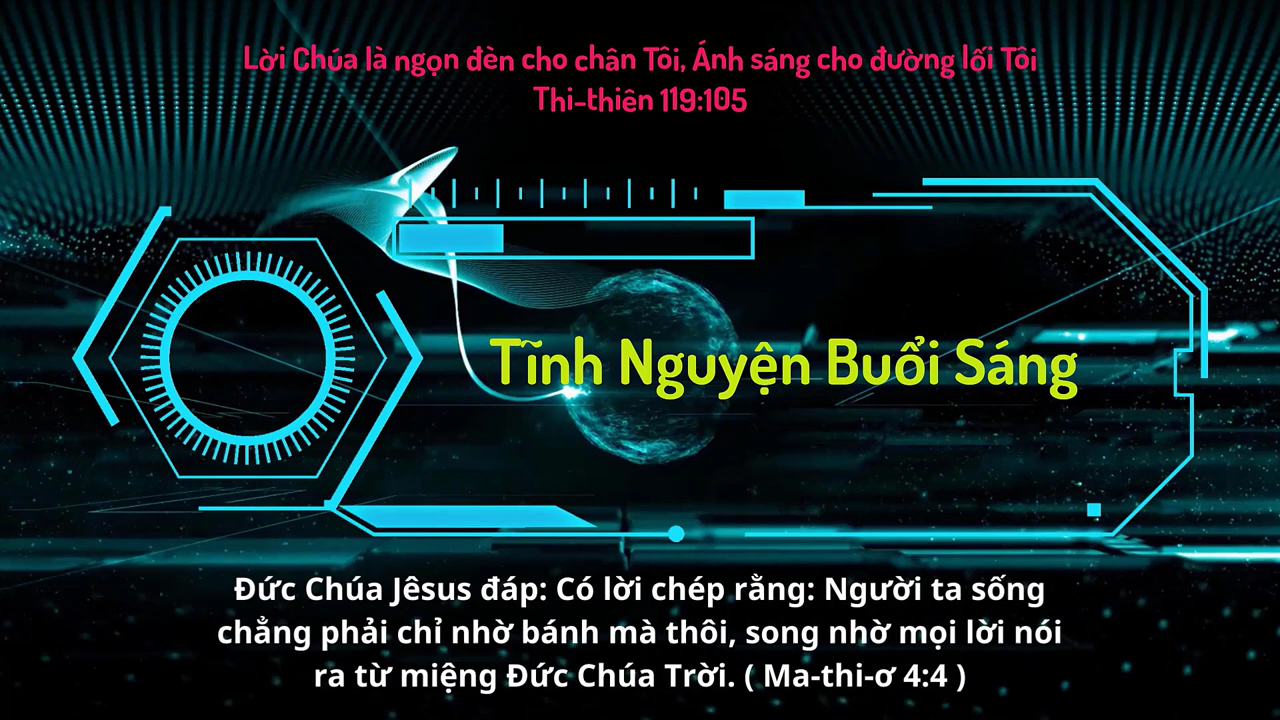 Lời Chúa là ngọn đèn cho chân Tôi, Ánh sáng cho đường lối Tôi
Thi-thiên 119:105
Tĩnh Nguyện Buổi Sáng
Đức Chúa Jêsus đáp: Có lời chép rằng: Người ta sống
chẳng phải chỉ nhờ bánh mà thôi, song nhờ mọi lời nói
ra từ miệng Đức Chúa Trời. ( Ma-thi-ơ 4:4 )